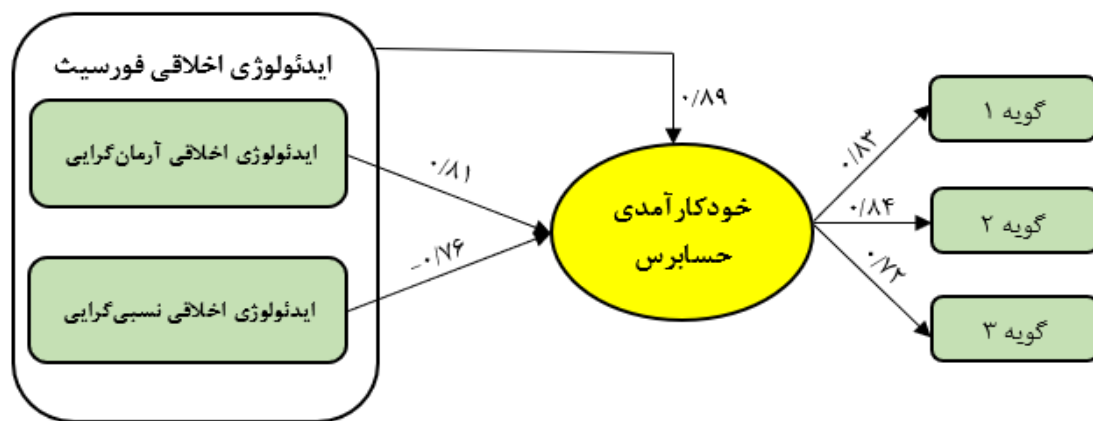 ایدئولوژی اخلاقی فورسیث
ایدئولوژی اخلاقی آرمان‌گرایی
ایدئولوژی اخلاقی نسبی‌گرایی
۰/۸۹
۰/۸۱
-۰/۷۶
خودکارآمدی
حسابرس
۰/۸۳
۰/۸۴
۰/۷۲
گویه ۱
گویه ۲
گویه ۳